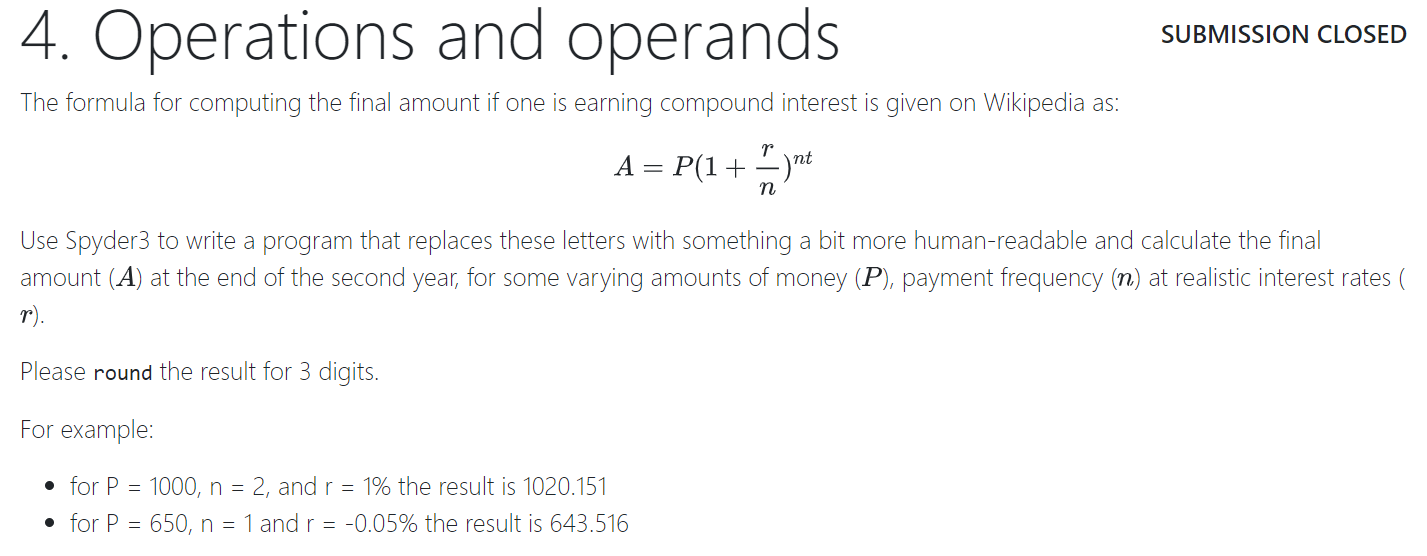 4. Operations and operands
SUBMISSION CLOSED
The formula for computing the final amount if one is earning compound interest is given on Wikipedia as:
A = P(1 + r/n)^{nt}
Use Spyder3 to write a program that replaces these letters with something a bit more human-readable and calculate the final
amount (A) at the end of the second year, for some varying amounts of money (P), payment frequency (n) at realistic interest rates (
r).
Please round the result for 3 digits.
For example:
• for P = 1000, n = 2, and r = 1% the result is 1020.151
• for P = 650, n = 1 and r = -0.05% the result is 643.516